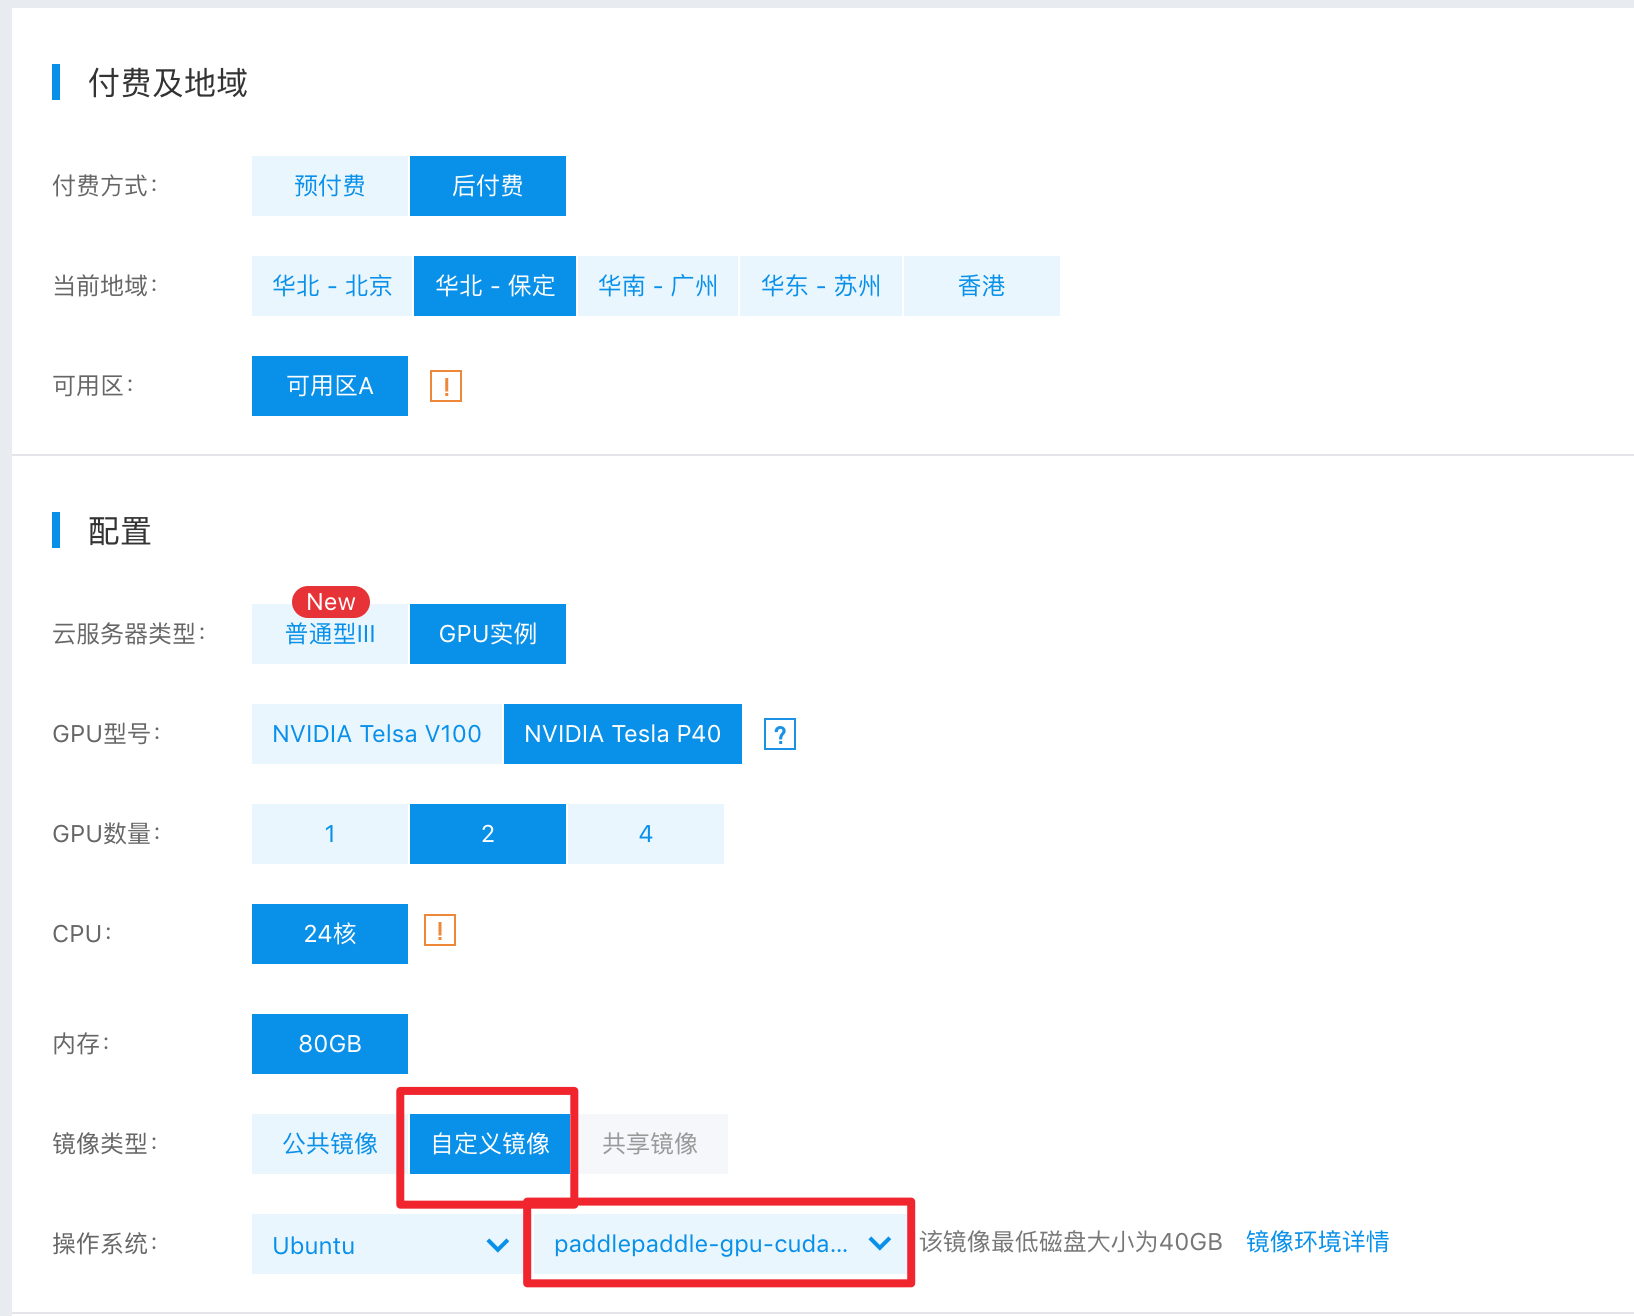 付费及地域
付费方式： 预付费 后付费
当前地域： 华北 - 北京 华北 - 保定 华南 - 广州 华东 - 苏州 香港
可用区： 可用区A !
配置
New
云服务器类型： 普通型III GPU实例
GPU型号： NVIDIA Telsa V100 NVIDIA Tesla P40 ?
GPU数量： 1 2 4
CPU： 24核 !
内存： 80GB
镜像类型： 公共镜像 自定义镜像 共享镜像
操作系统： Ubuntu paddlepaddle-gpu-cuda... 该镜像最低磁盘大小为40GB 镜像环境详情